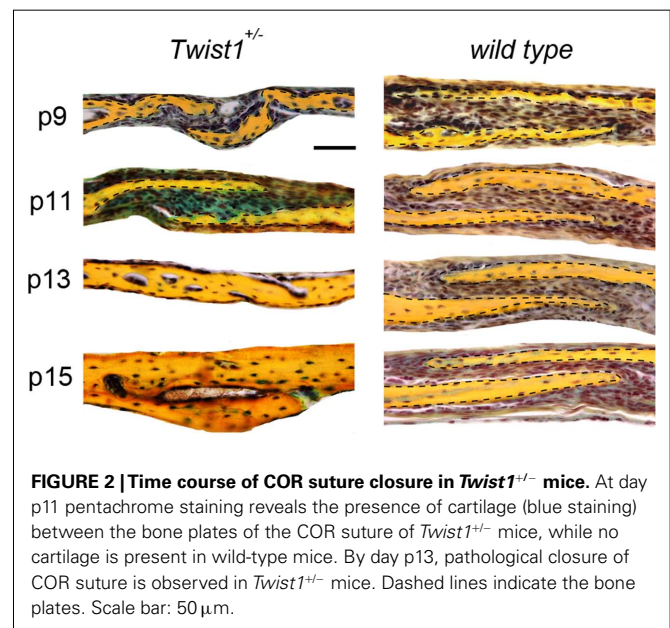 Twist1+/- wild type
p9
p11
p13
p15
FIGURE 2 | Time course of COR suture closure in Twist1+/− mice. At day
p11 pentachrome staining reveals the presence of cartilage (blue staining)
between the bone plates of the COR suture of Twist1+/− mice, while no
cartilage is present in wild-type mice. By day p13, pathological closure of
COR suture is observed in Twist1+/− mice. Dashed lines indicate the bone
plates. Scale bar: 50 μm.